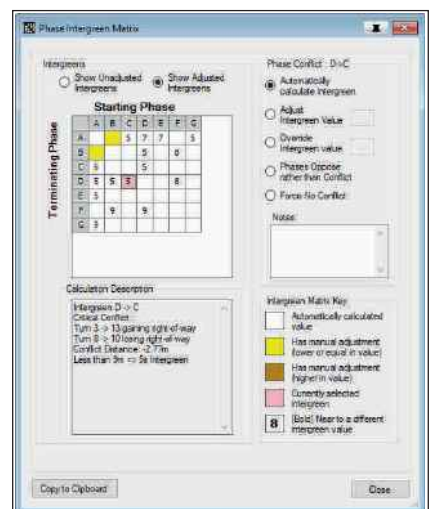 Phase Intergreen Matrix
Intergreens
Show Unadjusted Intergreens
Show Adjusted Intergreens
Starting Phase
Terminating Phase
A B C D E F G
A 5 7 7 5
B 5 8
C 5
D 5 5 8
E 5
F 9 9
G
Calculation Description
Intergreen D -> C
Critical Conflict:
Turn 3 -> 13 gaining right-of-way
Turn 8 -> 10 losing right-of-way
Conflict Distance: -2.77m
Less than 9m => 5s Intergreen
Copy to Clipboard
Phase Conflict : D>C
Automatically
calculate Intergreen
Adjust
Intergreen Value
Override
Intergreen value
Phases Oppose
rather than Conflict
Force No Conflict
Notes:
Intergreen Matrix Key
Automatically calculated
value
Has manual adjustment
(lower or equal in value)
Has manual adjustment
(higher in value)
Currently selected
intergreen
8 [Bold] Near to a different
intergreen value
Close